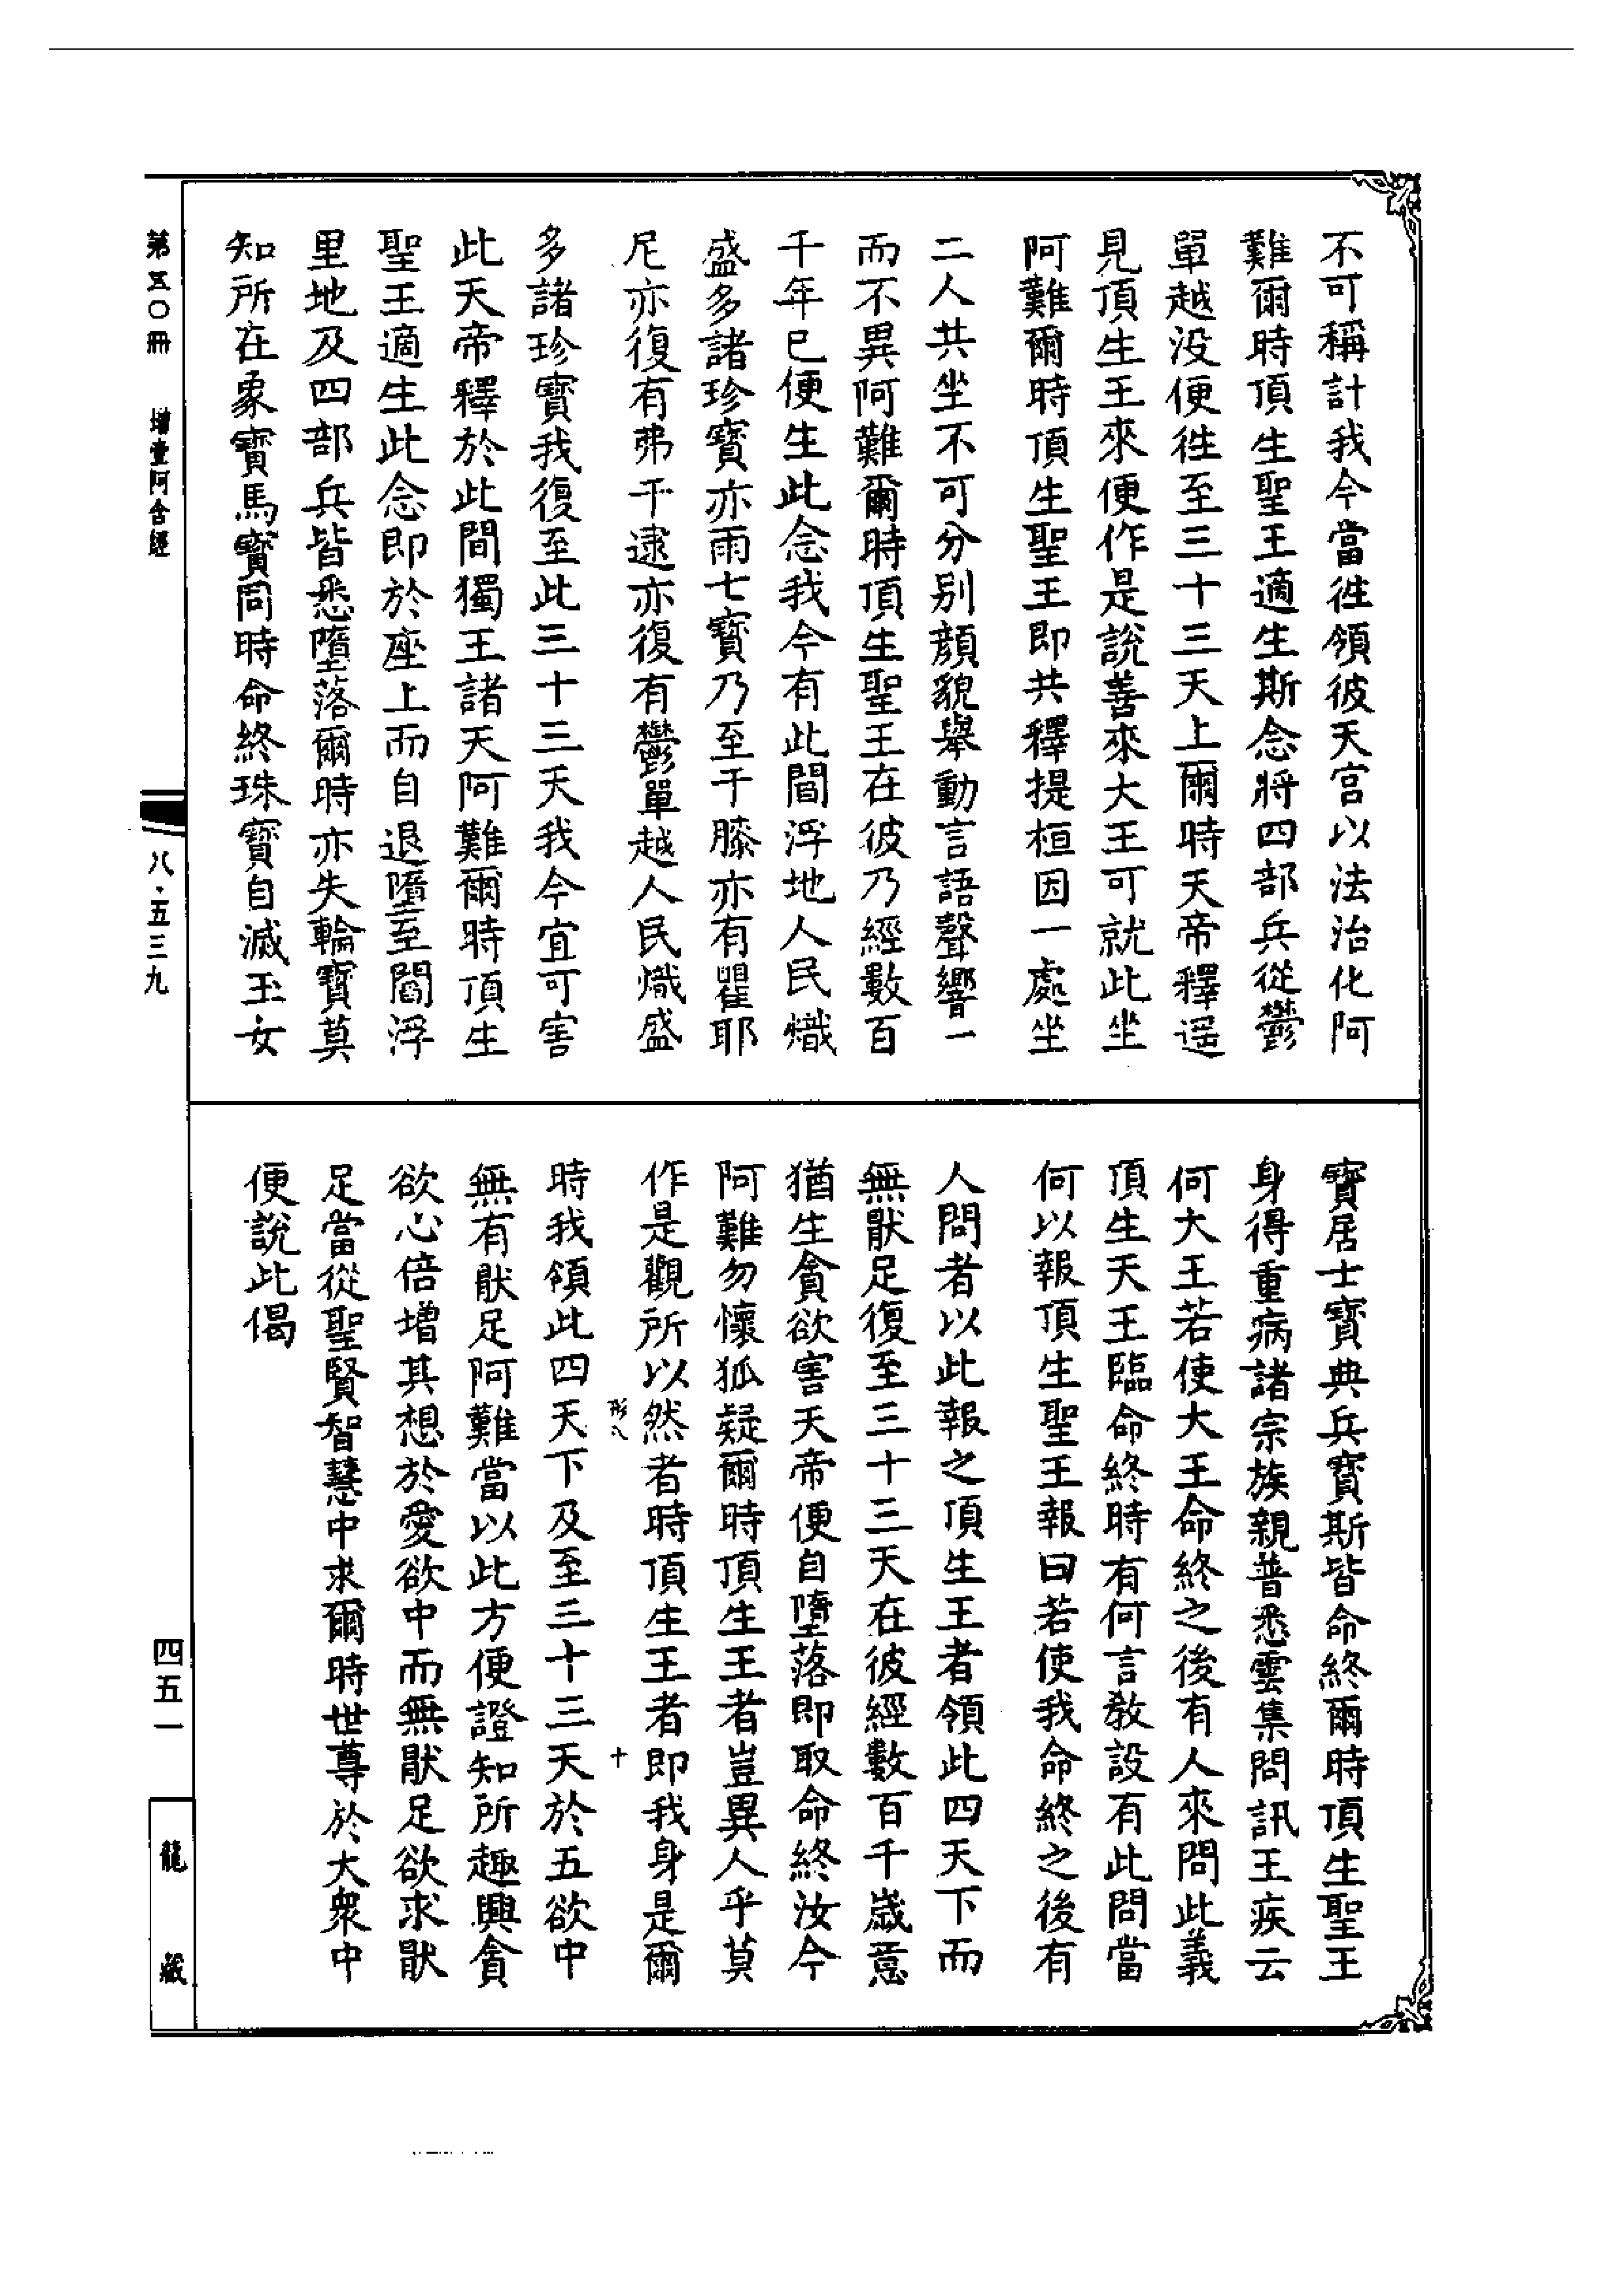 不可稱計我今當往領彼天宮以法治化阿
難爾時頂生聖王適生斯念將四部兵從鬱
單越没便往至三十三天上爾時天帝釋遥
見頂生王來便作是說善來大王可就此坐
阿難爾時頂生聖王即共釋提桓因一處坐
二人共坐不可分別顔貌舉動言語聲響一
而不異阿難爾時頂生聖王在彼乃經數百
千年已便生此念我今有此閻浮地人民熾
盛多諸珍寶亦雨七寶乃至于膝亦有瞿耶
尼亦復有弗于逮亦復有鬱單越人民熾盛
多諸珍寶我復至此三十三天我今宜可害
此天帝釋於此間獨王諸天阿難爾時頂生
聖王適生此念即於座上而自退墮至閻浮
里地及四部兵皆悉墮落爾時亦失輪寶莫
知所在象寶馬寶同時命終珠寶自滅玉女
寶居士寶典兵寶斯皆命終爾時頂生聖王
身得重病諸宗族親普悉雲集問訊王疾云
何大王若使大王命終之後有人來問此義
頂生天王臨命終時有何言教設有此問當
何以報頂生聖王報曰若使我命終之後有
人問者以此報之頂生王者領此四天下而
無猒足復至三十三天在彼經數百千歲意
猶生貪欲害天帝便自墮落即取命終汝今
阿難勿懷狐疑爾時頂生王者豈異人乎莫
作是觀所以然者時頂生王者即我身是爾
形八 十
時我領此四天下及至三十三天於五欲中
無有猒足阿難當以此方便證知所趣興貪
欲心倍增其想於愛欲中而無猒足欲求猒
足當從聖賢智慧中求爾時世尊於大衆中
便說此偈
第五〇冊 增壹阿含經
八·五三九
四五一
龍藏